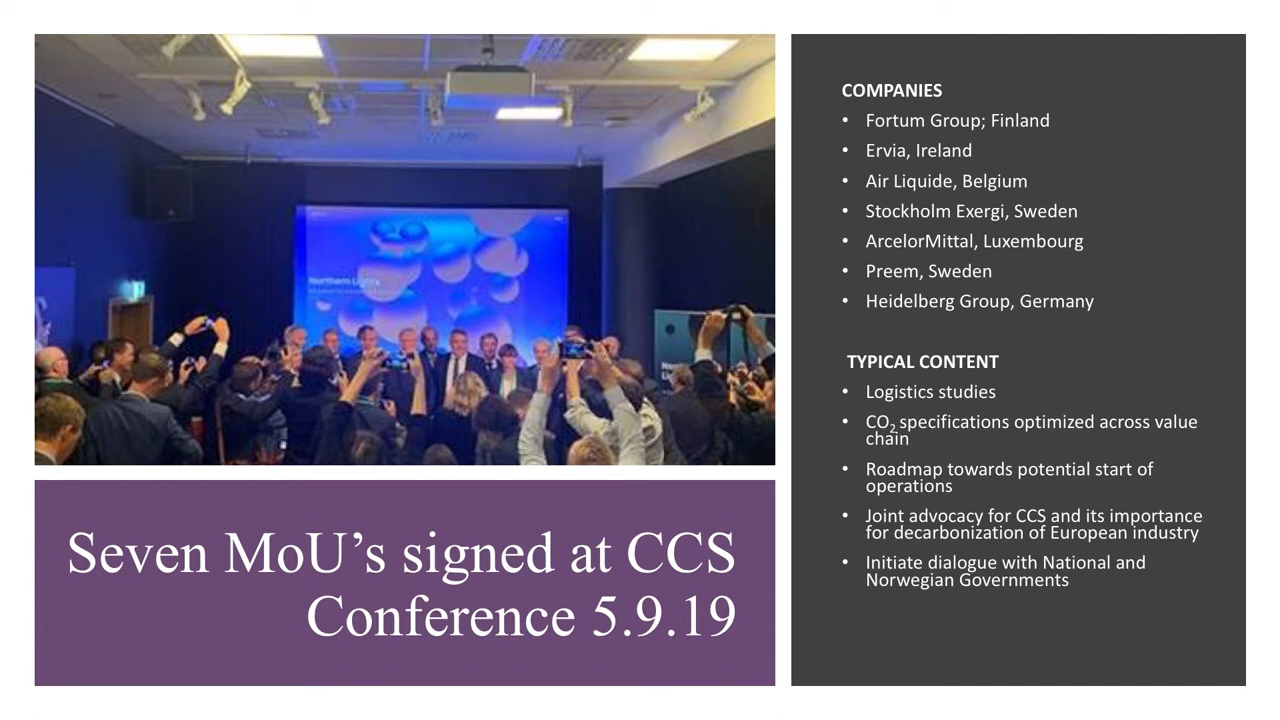 Northern Lights
Seven MoU’s signed at CCS
Conference 5.9.19
COMPANIES
• Fortum Group; Finland
• Ervia, Ireland
• Air Liquide, Belgium
• Stockholm Exergi, Sweden
• ArcelorMittal, Luxembourg
• Preem, Sweden
• Heidelberg Group, Germany
TYPICAL CONTENT
• Logistics studies
• CO₂ specifications optimized across value
chain
• Roadmap towards potential start of
operations
• Joint advocacy for CCS and its importance
for decarbonization of European industry
• Initiate dialogue with National and
Norwegian Governments